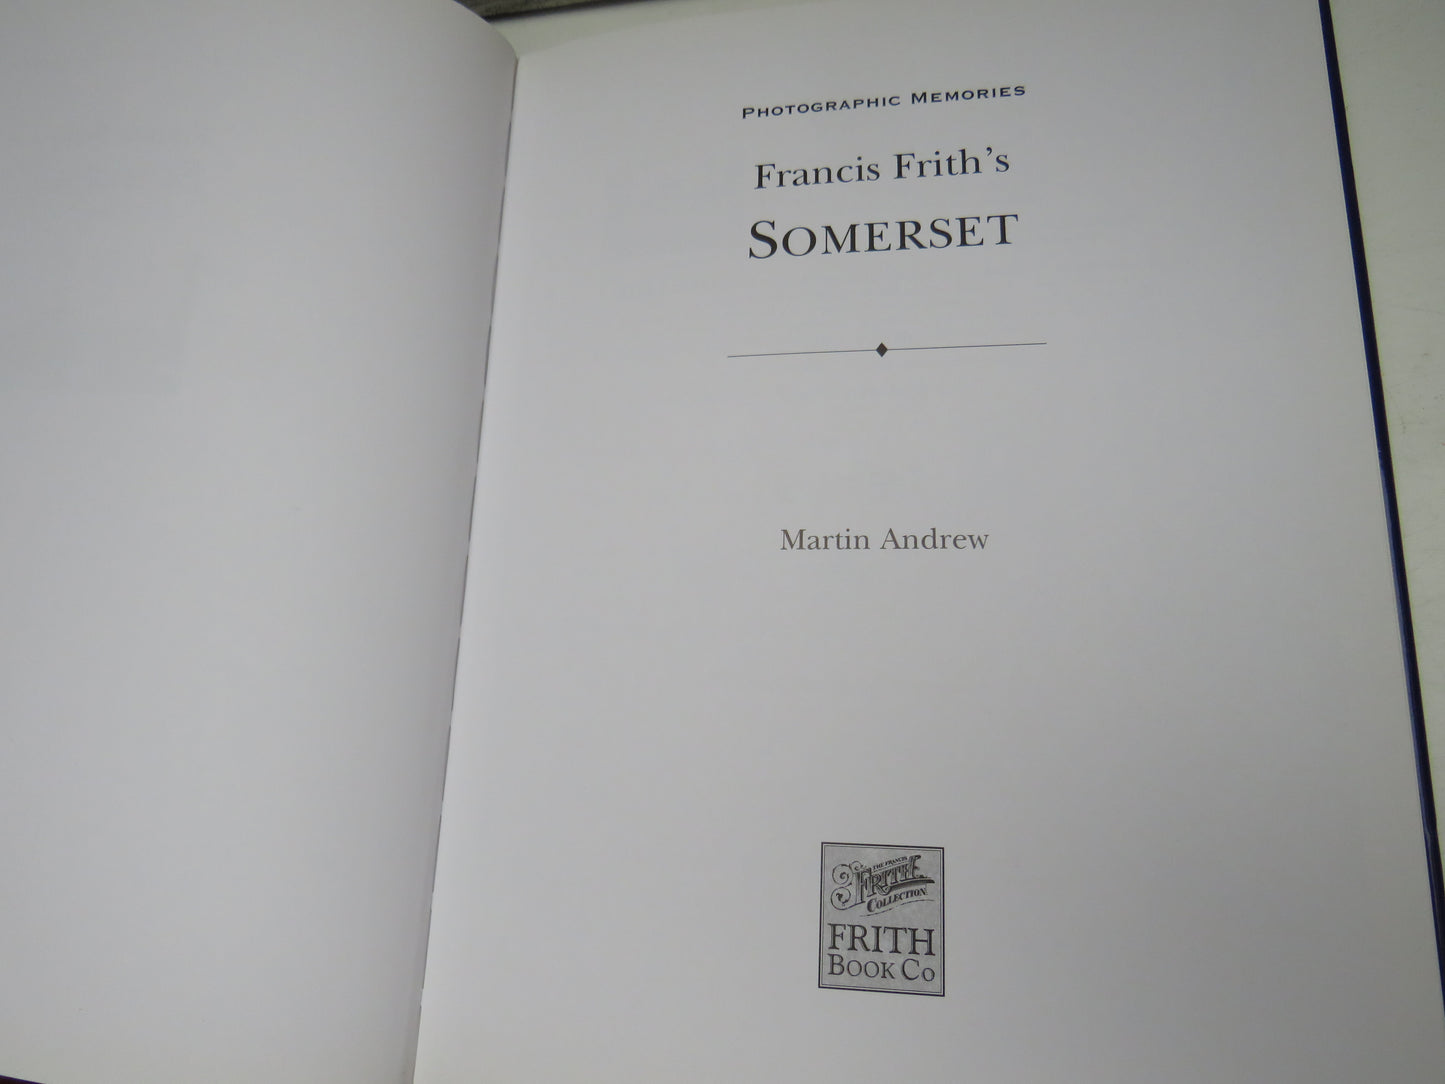 PHOTOGRAPHIC MEMORIES
Francis Frith's
SOMERSET
Martin Andrew
THE FRANCIS
FRITH
COLLECTION
FRITH
BOOK CO